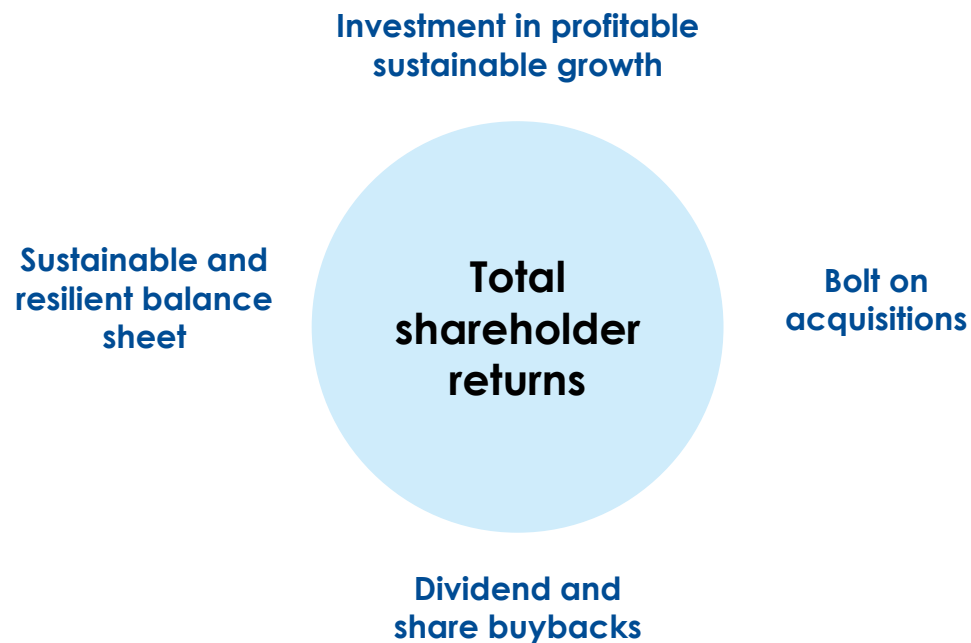 Investment in profitable
sustainable growth
Sustainable and
resilient balance
sheet
Total
shareholder
returns
Bolt on
acquisitions
Dividend and
share buybacks